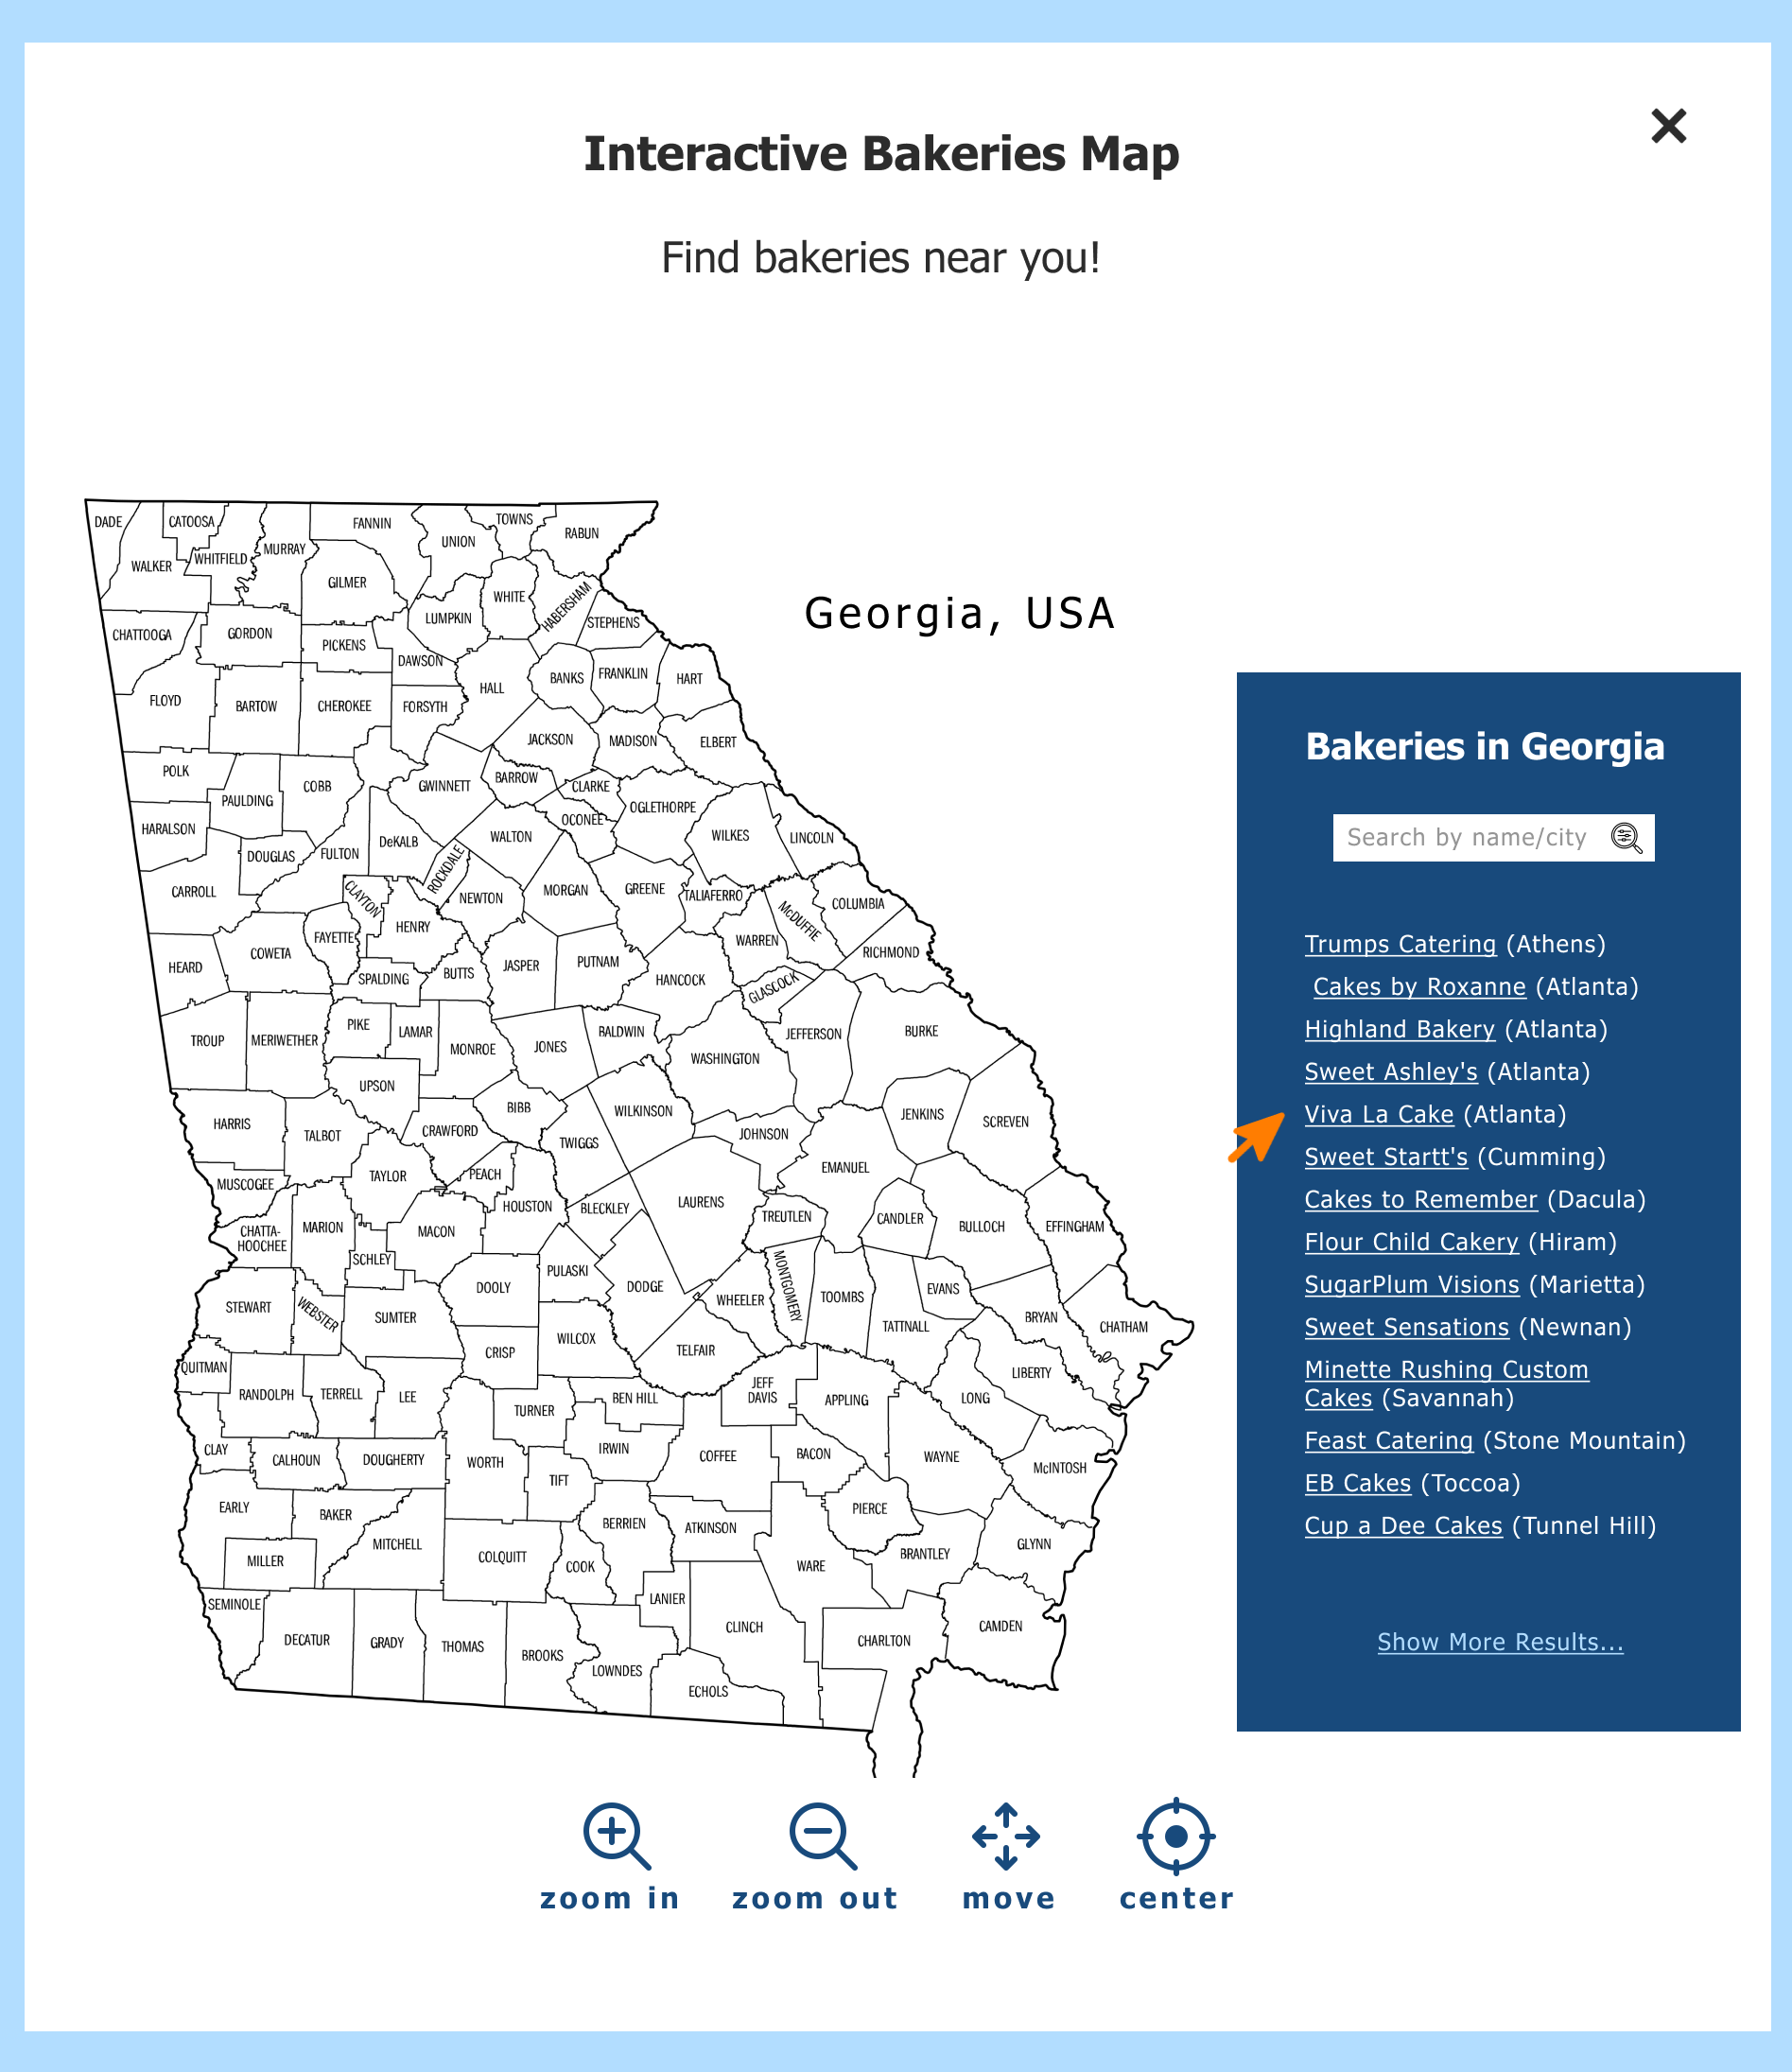 Interactive Bakeries Map
Find bakeries near you!
Georgia, USA
DADE
CATOOSA
WHITFIELD
MURRAY
FANNIN
UNION
TOWNS
RABUN
WALKER
GILMER
WHITE
HABERSHAM
STEPHENS
LUMPKIN
CHATTOOGA
GORDON
PICKENS
DAWSON
HALL
BANKS
FRANKLIN
HART
FLOYD
BARTOW
CHEROKEE
FORSYTH
JACKSON
MADISON
ELBERT
POLK
PAULDING
COBB
GWINNETT
BARROW
CLARKE
OCONEE
OGLETHORPE
WILKES
LINCOLN
HARALSON
DOUGLAS
FULTON
DeKALB
ROCKDALE
WALTON
CARROLL
CLAYTON
HENRY
NEWTON
MORGAN
GREENE
TALIAFERRO
McDUFFIE
COLUMBIA
FAYETTE
COWETA
HEARD
SPALDING
BUTTS
JASPER
PUTNAM
HANCOCK
WARREN
GLASCOCK
RICHMOND
TROUP
MERIWETHER
PIKE
LAMAR
MONROE
JONES
BALDWIN
WASHINGTON
JEFFERSON
BURKE
UPSON
HARRIS
TALBOT
CRAWFORD
BIBB
TWIGGS
WILKINSON
JOHNSON
JENKINS
SCREVEN
MUSCOGEE
TAYLOR
PEACH
HOUSTON
BLECKLEY
LAURENS
EMANUEL
TREUTLEN
CANDLER
BULLOCH
EFFINGHAM
CHATTA-
HOOCHEE
MARION
SCHLEY
MACON
DOOLY
PULASKI
DODGE
WHEELER
MONTGOMERY
TOOMBS
TATTNALL
EVANS
BRYAN
CHATHAM
STEWART
WEBSTER
SUMTER
CRISP
WILCOX
TELFAIR
LIBERTY
QUITMAN
RANDOLPH
TERRELL
LEE
TURNER
BEN HILL
JEFF
DAVIS
APPLING
LONG
CLAY
CALHOUN
DOUGHERTY
WORTH
TIFT
IRWIN
COFFEE
BACON
WAYNE
McINTOSH
EARLY
BAKER
MITCHELL
BERRIEN
ATKINSON
PIERCE
BRANTLEY
GLYNN
MILLER
COLQUITT
COOK
WARE
LANIER
SEMINOLE
DECATUR
GRADY
THOMAS
BROOKS
LOWNDES
CLINCH
ECHOLS
CHARLTON
CAMDEN
Bakeries in Georgia
Search by name/city
Trumps Catering (Athens)
Cakes by Roxanne (Atlanta)
Highland Bakery (Atlanta)
Sweet Ashley's (Atlanta)
Viva La Cake (Atlanta)
Sweet Startt's (Cumming)
Cakes to Remember (Dacula)
Flour Child Cakery (Hiram)
SugarPlum Visions (Marietta)
Sweet Sensations (Newnan)
Minette Rushing Custom
Cakes (Savannah)
Feast Catering (Stone Mountain)
EB Cakes (Toccoa)
Cup a Dee Cakes (Tunnel Hill)
Show More Results...
zoom in
zoom out
move
center